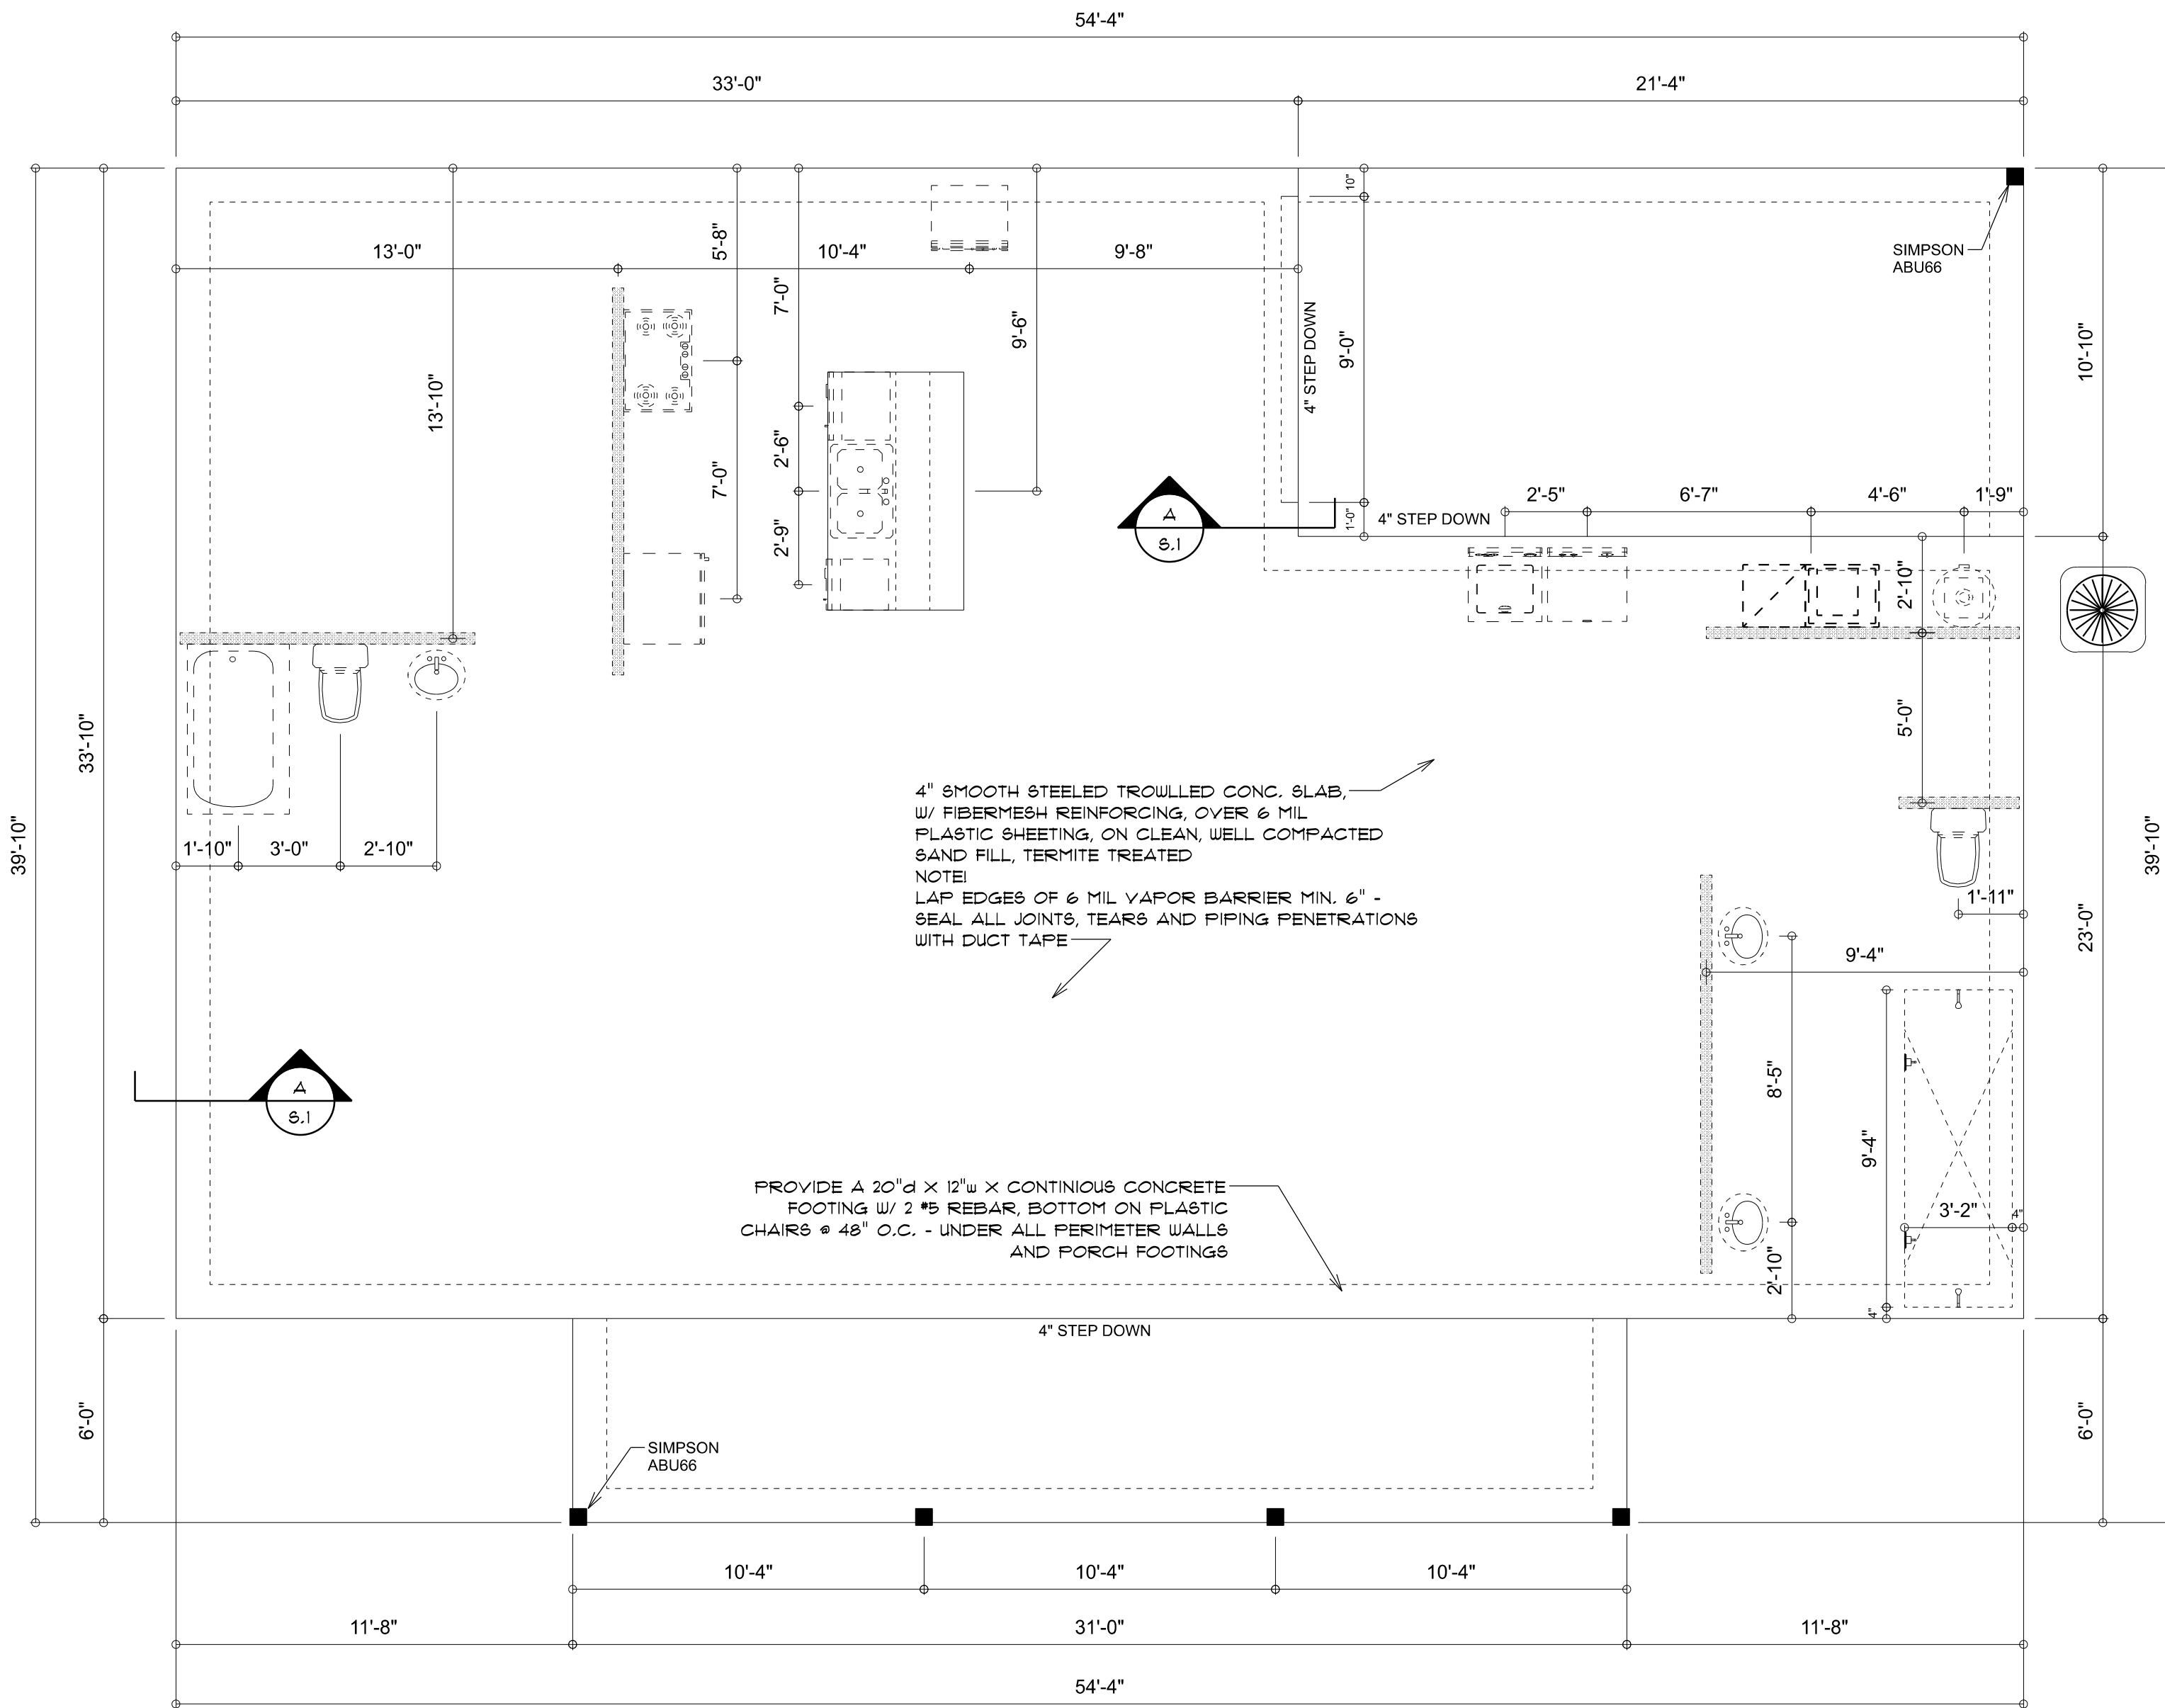 54'-4"
33'-0"
21'-4"
10"
SIMPSON
ABU66
13'-0"
5'-8"
10'-4"
9'-8"
7'-0"
9'-6"
4" STEP DOWN
9'-0"
10'-10"
13'-10"
2'-6"
7'-0"
2'-5"
6'-7"
4'-6"
1'-9"
A
S.1
1'-0"
4" STEP DOWN
2'-9"
2'-10"
5'-0"
33'-10"
39'-10"
1'-10"
3'-0"
2'-10"
4" SMOOTH STEELED TROWLLED CONC. SLAB,
W/ FIBERMESH REINFORCING, OVER 6 MIL
PLASTIC SHEETING, ON CLEAN, WELL COMPACTED
SAND FILL, TERMITE TREATED
NOTE!
LAP EDGES OF 6 MIL VAPOR BARRIER MIN. 6" -
SEAL ALL JOINTS, TEARS AND PIPING PENETRATIONS
WITH DUCT TAPE
39'-10"
1'-11"
23'-0"
9'-4"
A
S.1
8'-5"
9'-4"
3'-2"
4"
2'-10"
4"
PROVIDE A 20"d X 12"w X CONTINIOUS CONCRETE
FOOTING W/ 2 #5 REBAR, BOTTOM ON PLASTIC
CHAIRS @ 48" O.C. - UNDER ALL PERIMETER WALLS
AND PORCH FOOTINGS
4" STEP DOWN
6'-0"
SIMPSON
ABU66
6'-0"
10'-4"
10'-4"
10'-4"
11'-8"
31'-0"
11'-8"
54'-4"